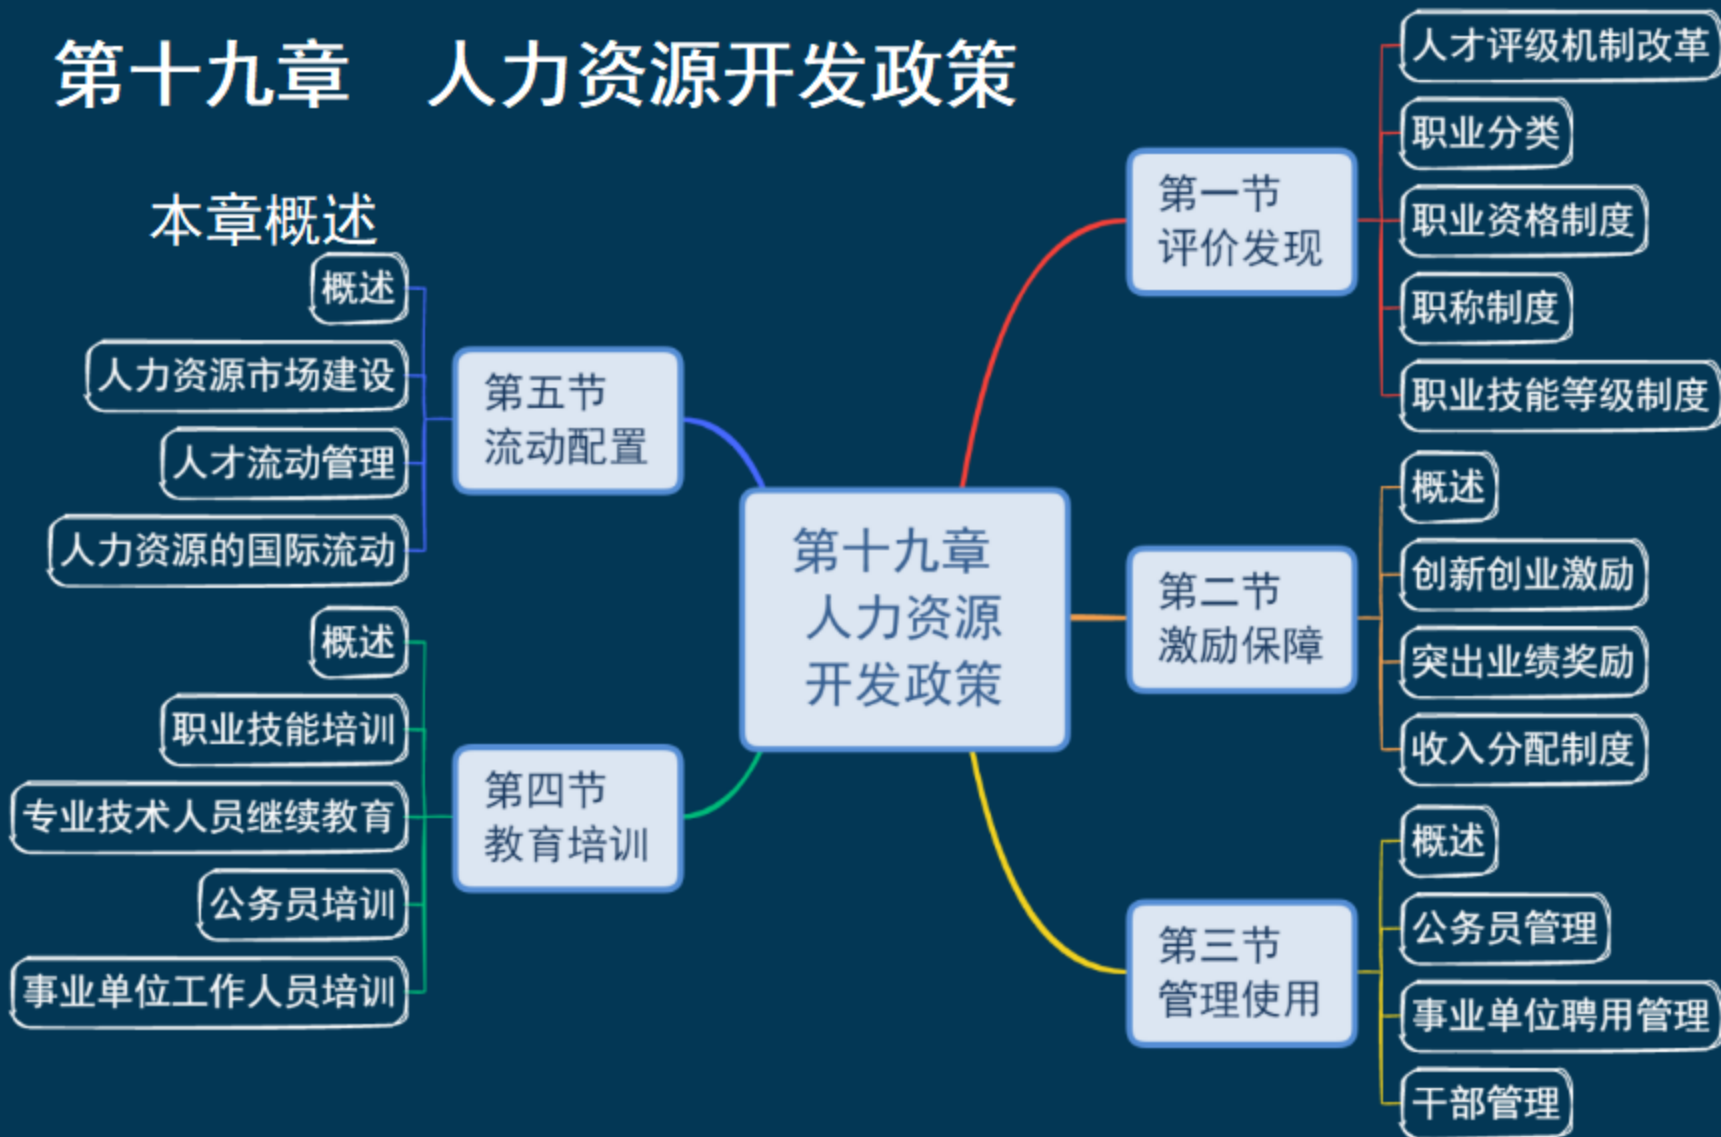 第十九章　人力资源开发政策
本章概述
第十九章
人力资源
开发政策
第一节
评价发现
人才评级机制改革
职业分类
职业资格制度
职称制度
职业技能等级制度
第二节
激励保障
概述
创新创业激励
突出业绩奖励
收入分配制度
第三节
管理使用
概述
公务员管理
事业单位聘用管理
干部管理
第四节
教育培训
概述
职业技能培训
专业技术人员继续教育
公务员培训
事业单位工作人员培训
第五节
流动配置
概述
人力资源市场建设
人才流动管理
人力资源的国际流动